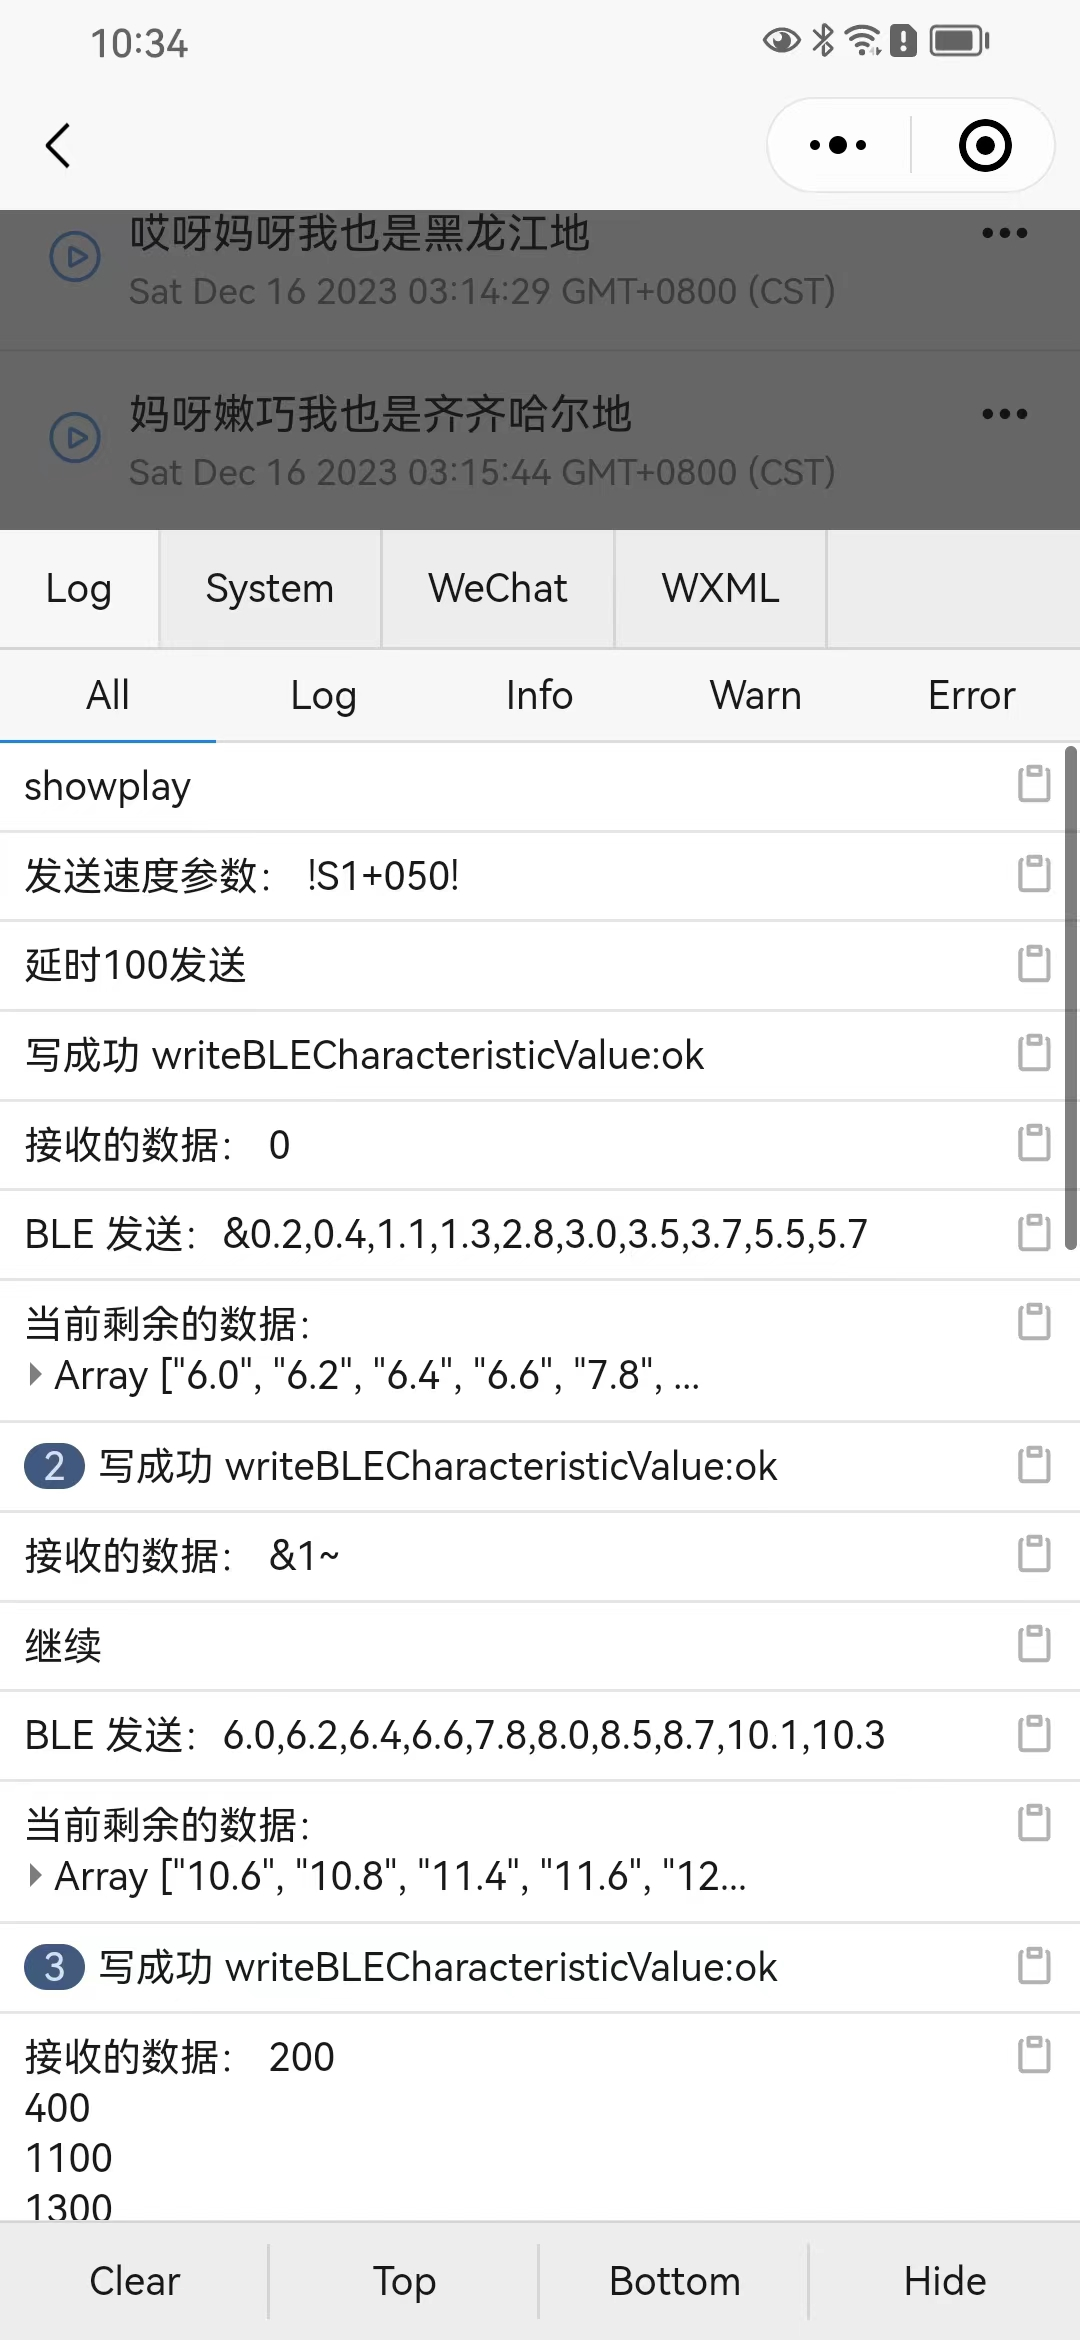 10:34
哎呀妈呀我也是黑龙江地
Sat Dec 16 2023 03:14:29 GMT+0800 (CST)
妈呀嫩巧我也是齐齐哈尔地
Sat Dec 16 2023 03:15:44 GMT+0800 (CST)
Log System WeChat WXML
All Log Info Warn Error
showplay
发送速度参数： !S1+050!
延时100发送
写成功 writeBLECharacteristicValue:ok
接收的数据： 0
BLE 发送： &0.2,0.4,1.1,1.3,2.8,3.0,3.5,3.7,5.5,5.7
当前剩余的数据：
Array ["6.0", "6.2", "6.4", "6.6", "7.8", ...
2 写成功 writeBLECharacteristicValue:ok
接收的数据： &1~
继续
BLE 发送： 6.0,6.2,6.4,6.6,7.8,8.0,8.5,8.7,10.1,10.3
当前剩余的数据：
Array ["10.6", "10.8", "11.4", "11.6", "12...
3 写成功 writeBLECharacteristicValue:ok
接收的数据： 200
400
1100
1300
Clear Top Bottom Hide